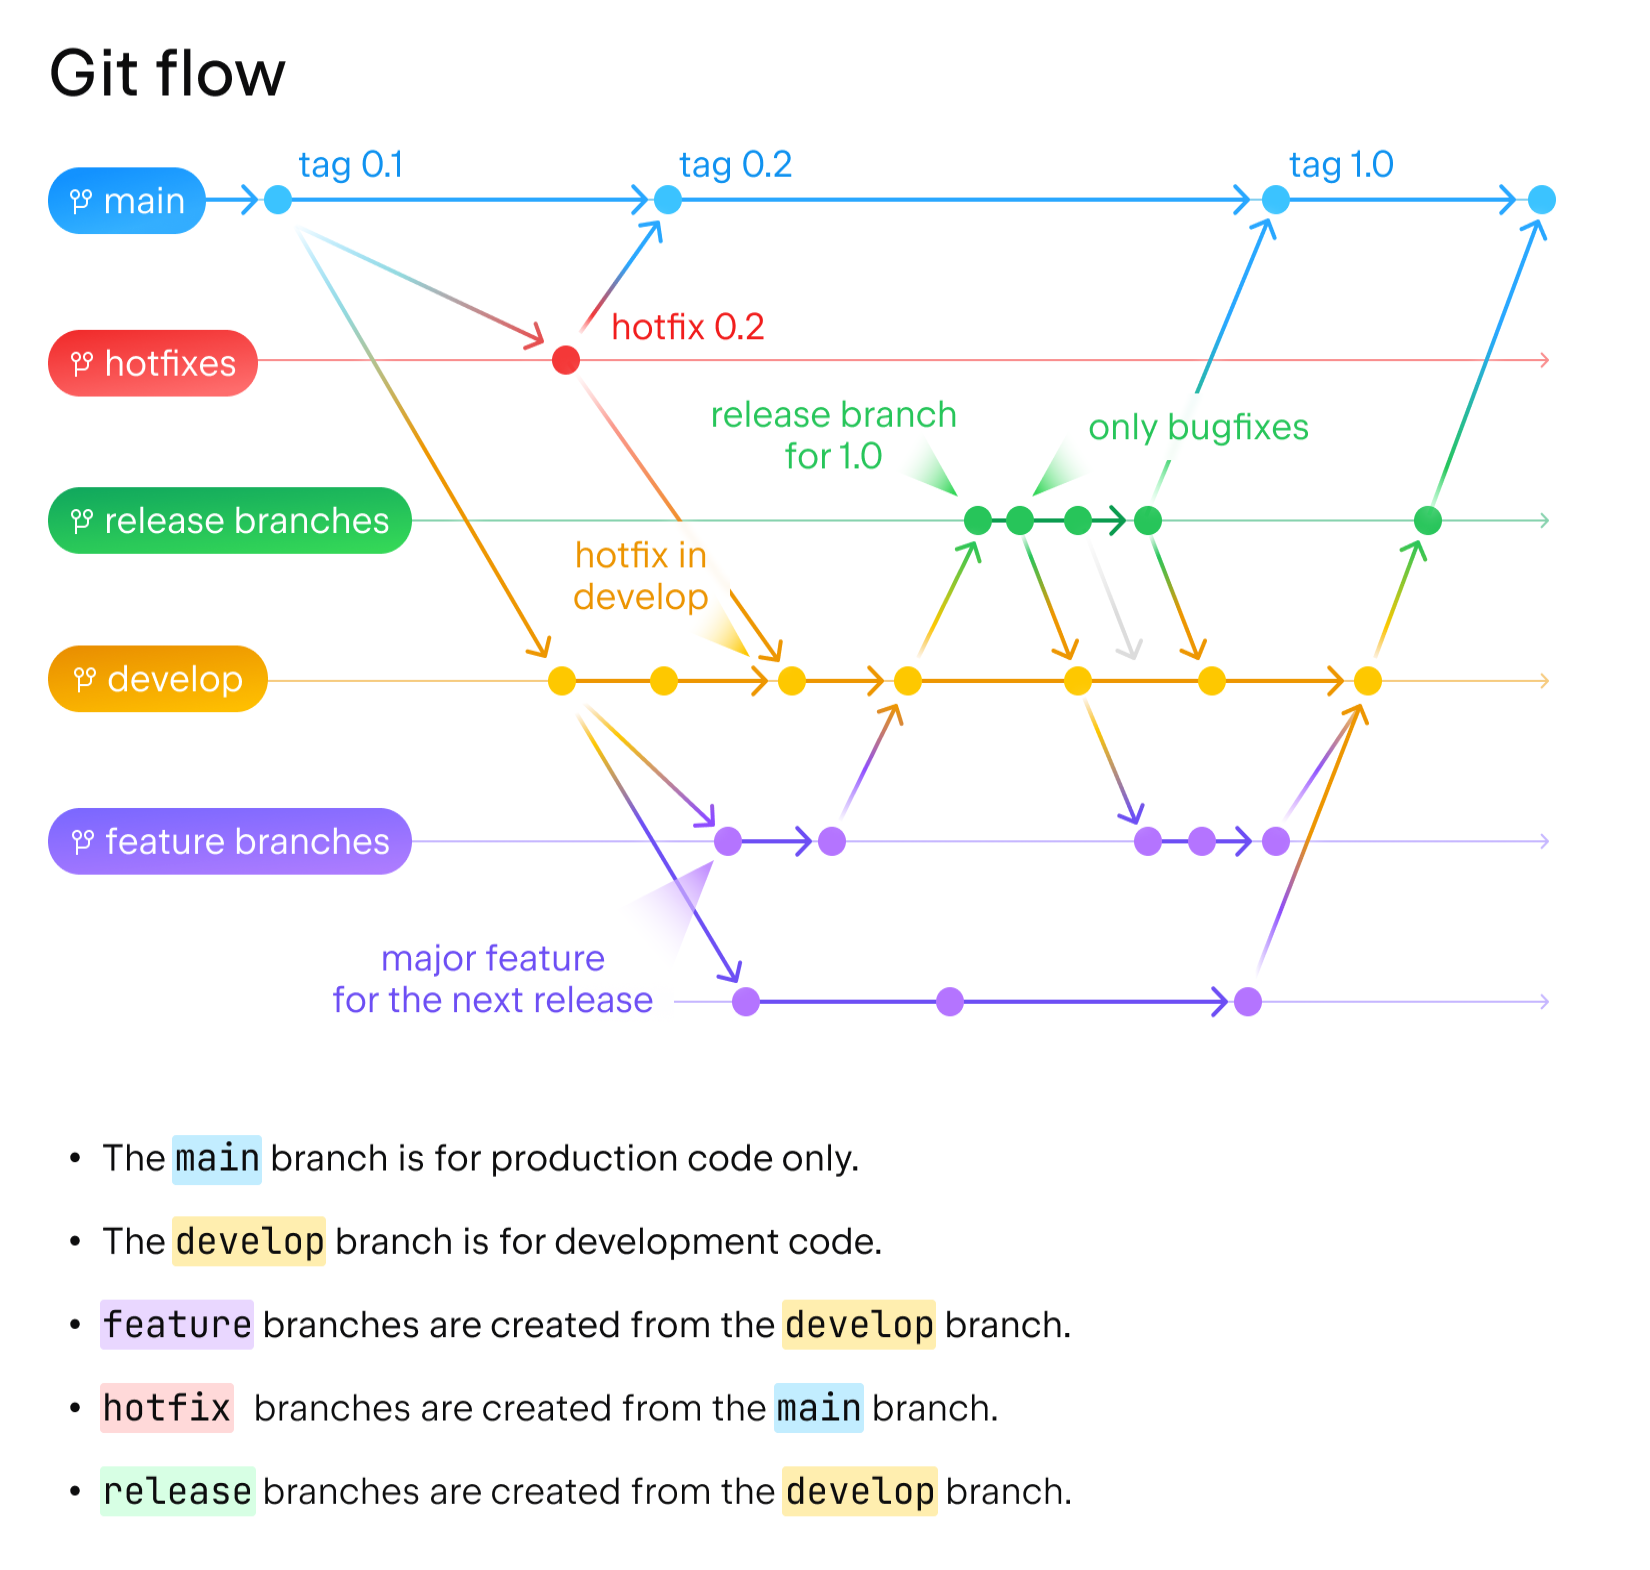 Git flow
tag 0.1
tag 0.2
tag 1.0
main
hotfix 0.2
hotfixes
release branch
for 1.0
only bugfixes
release branches
hotfix in
develop
develop
feature branches
major feature
for the next release
• The main branch is for production code only.
• The develop branch is for development code.
• feature branches are created from the develop branch.
• hotfix branches are created from the main branch.
• release branches are created from the develop branch.